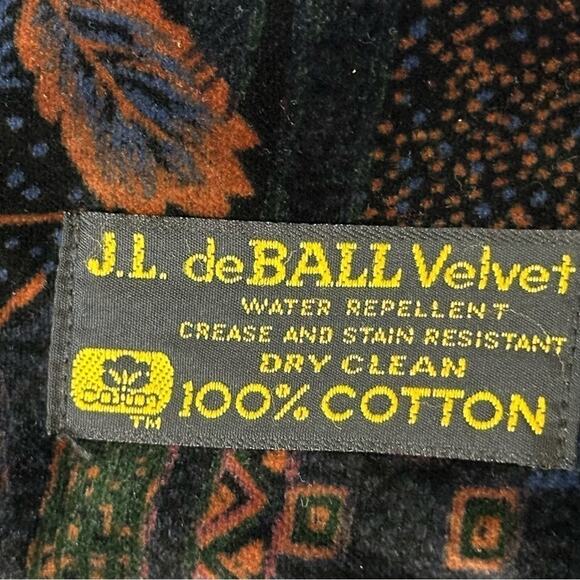 J.L. deBALL Velvet
WATER REPELLENT
CREASE AND STAIN RESISTANT
DRY CLEAN
cotton
TM
100% COTTON